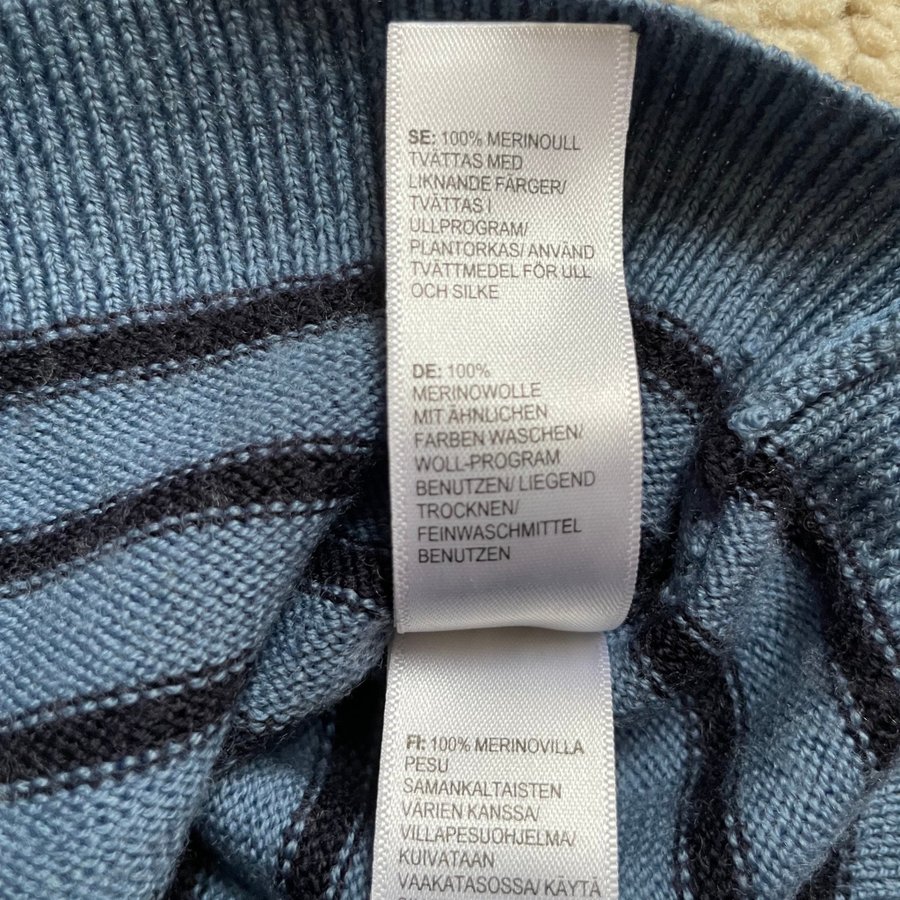 SE: 100% MERINOULL
TVÄTTAS MED
LIKNANDE FÄRGER/
TVÄTTAS I
ULLPROGRAM/
PLANTORKAS/ ANVÄND
TVÄTTMEDEL FÖR ULL
OCH SILKE
DE: 100%
MERINOWOLLE
MIT ÄHNLICHEN
FARBEN WASCHEN/
WOLL-PROGRAM
BENUTZEN/ LIEGEND
TROCKNEN/
FEINWASCHMITTEL
BENUTZEN
FI: 100% MERINOVILLA
PESU
SAMANKALTAISTEN
VÄRIEN KANSSA/
VILLAPESUOHJELMA/
KUIVATAAN
VAAKATASOSSA/ KÄYTÄ